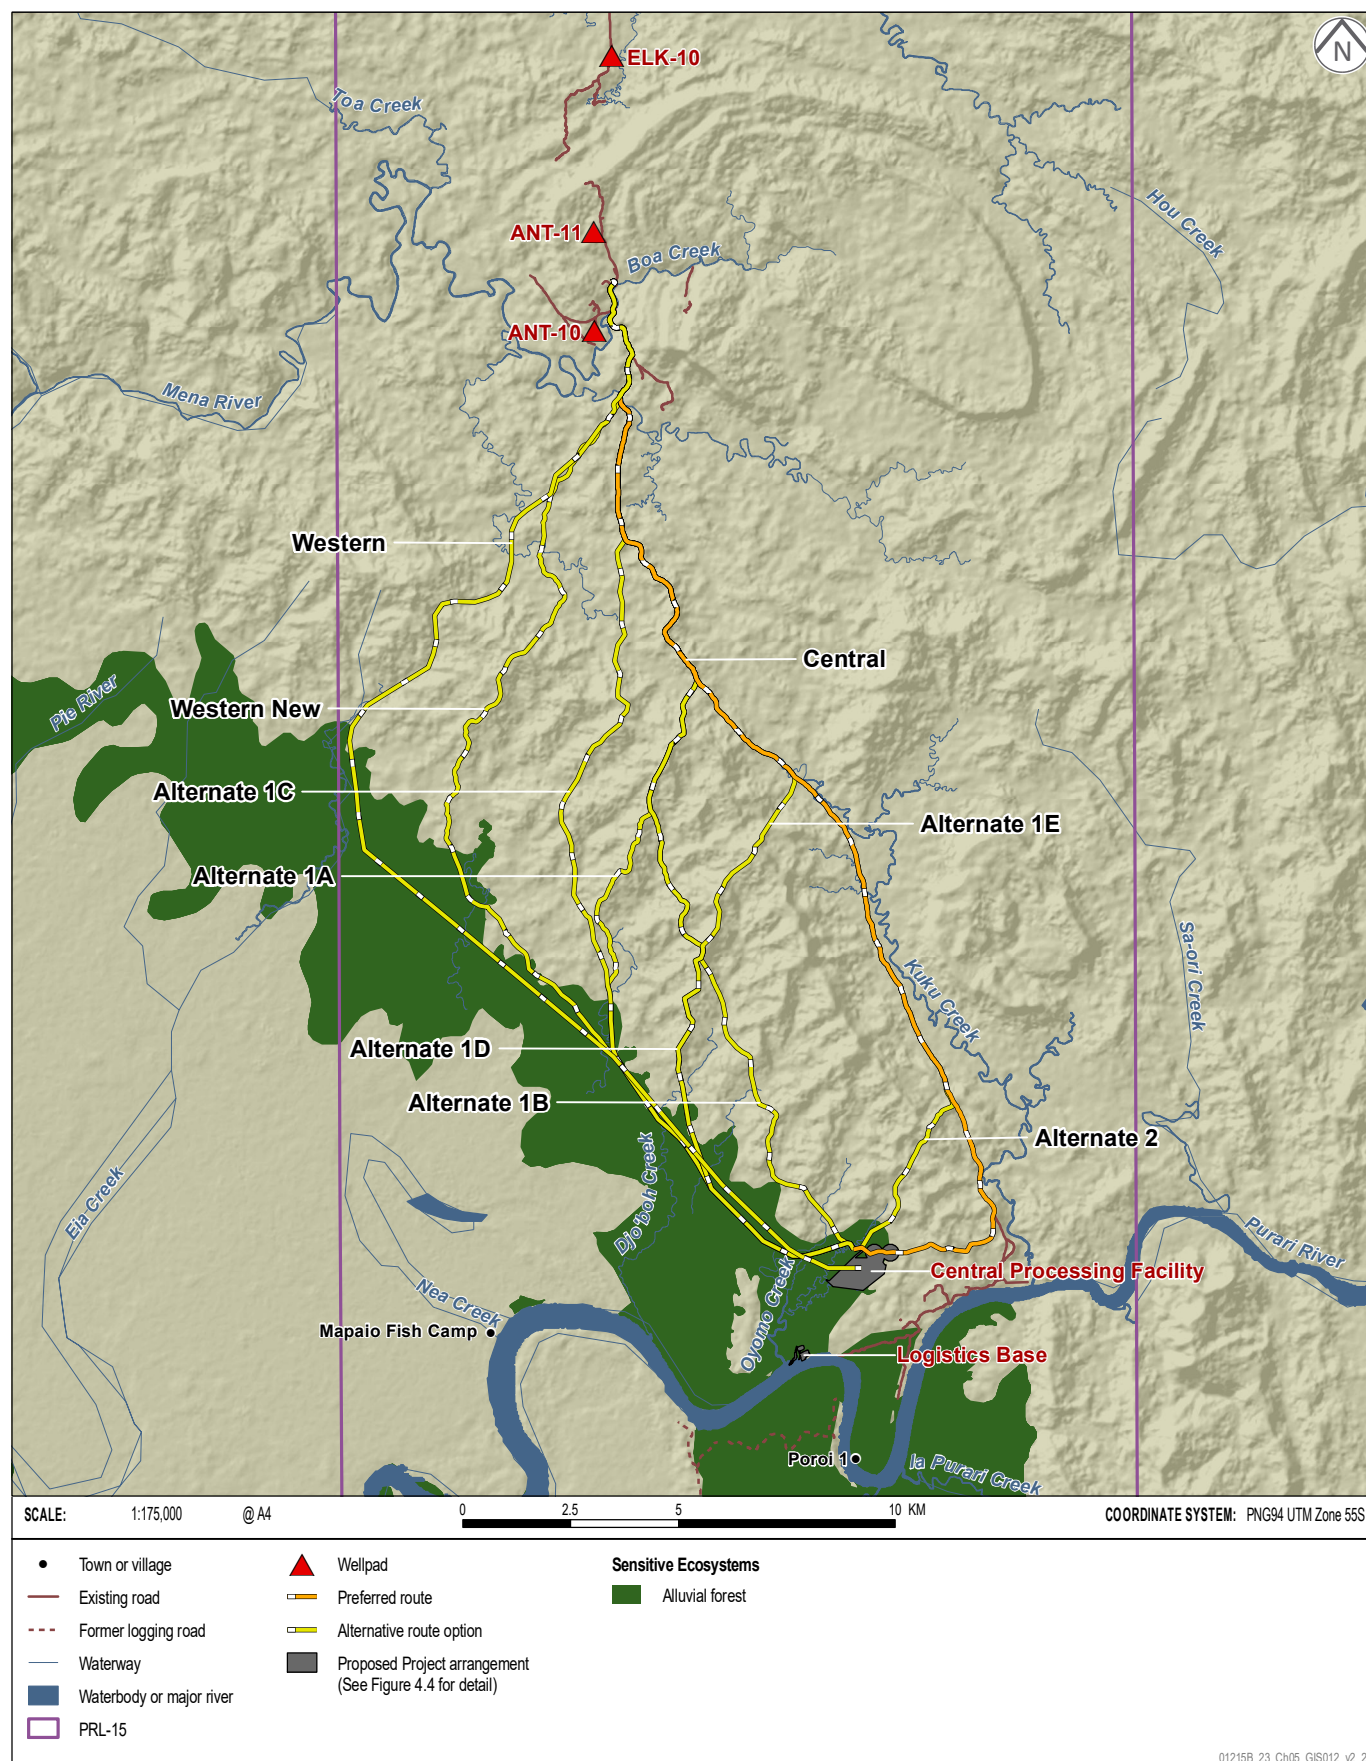 N
ELK-10
Toa Creek
Hou Creek
ANT-11
Boa Creek
ANT-10
Mena River
Western
Central
Pie River
Western New
Alternate 1C
Alternate 1E
Alternate 1A
Sa-ori Creek
Kuku Creek
Alternate 1D
Alternate 1B
Alternate 2
Djo'boh Creek
Eia Creek
Purari River
Central Processing Facility
Nea Creek
Oyomo Creek
Mapaio Fish Camp
Logistics Base
Poroi 1
Ia Purari Creek
SCALE: 1:175,000 @ A4
0 2.5 5 10 KM
COORDINATE SYSTEM: PNG94 UTM Zone 55S
Town or village
Existing road
Former logging road
Waterway
Waterbody or major river
PRL-15
Wellpad
Preferred route
Alternative route option
Proposed Project arrangement
(See Figure 4.4 for detail)
Sensitive Ecosystems
Alluvial forest
01215B_23_Ch05_GIS012_v2_2